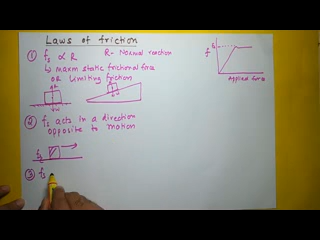 Laws of friction
① fs ∝ R R - Normal reaction
↳ maxm static frictional force
OR Limiting friction
R
W
R
W
② fs acts in a direction
opposite to motion
fs
③ fs
f
fs
Applied force